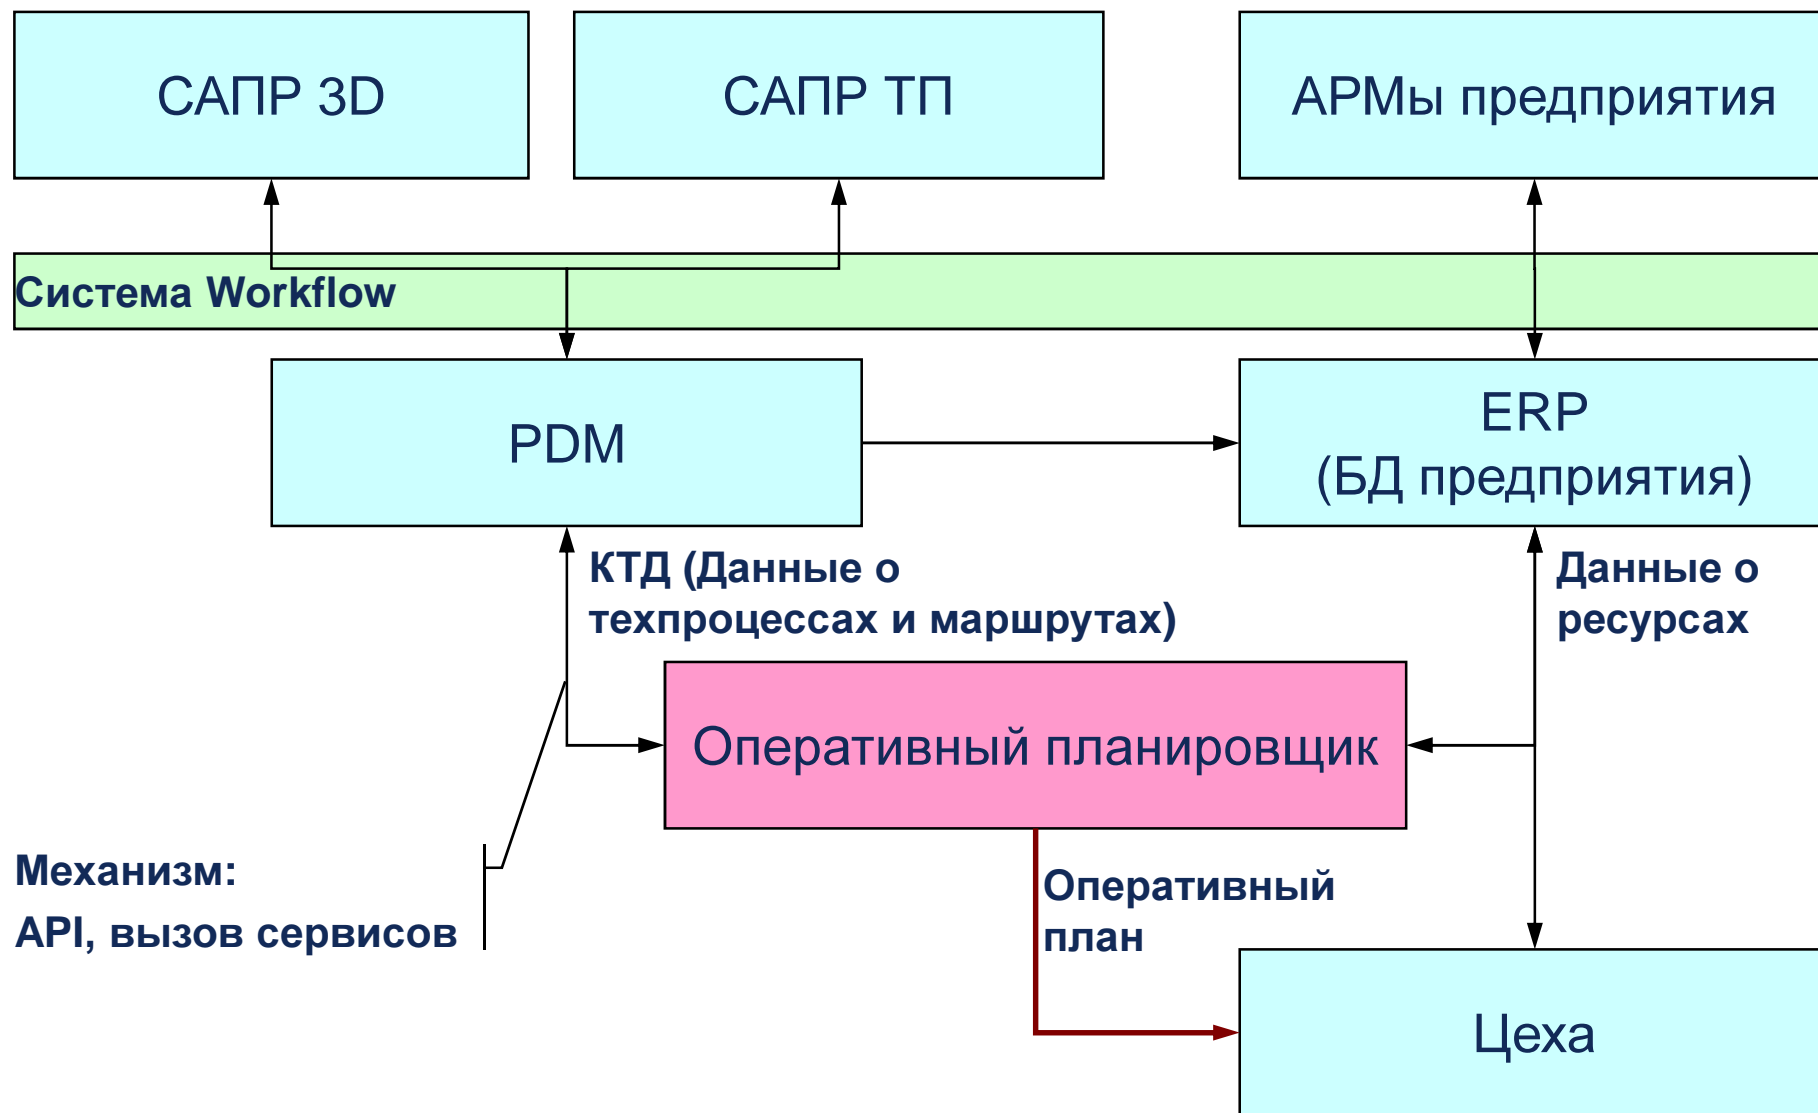 САПР 3D
САПР ТП
АРМы предприятия
Система Workflow
PDM
ERP
(БД предприятия)
КТД (Данные о
техпроцессах и маршрутах)
Данные о
ресурсах
Оперативный планировщик
Механизм:
API, вызов сервисов
Оперативный
план
Цеха